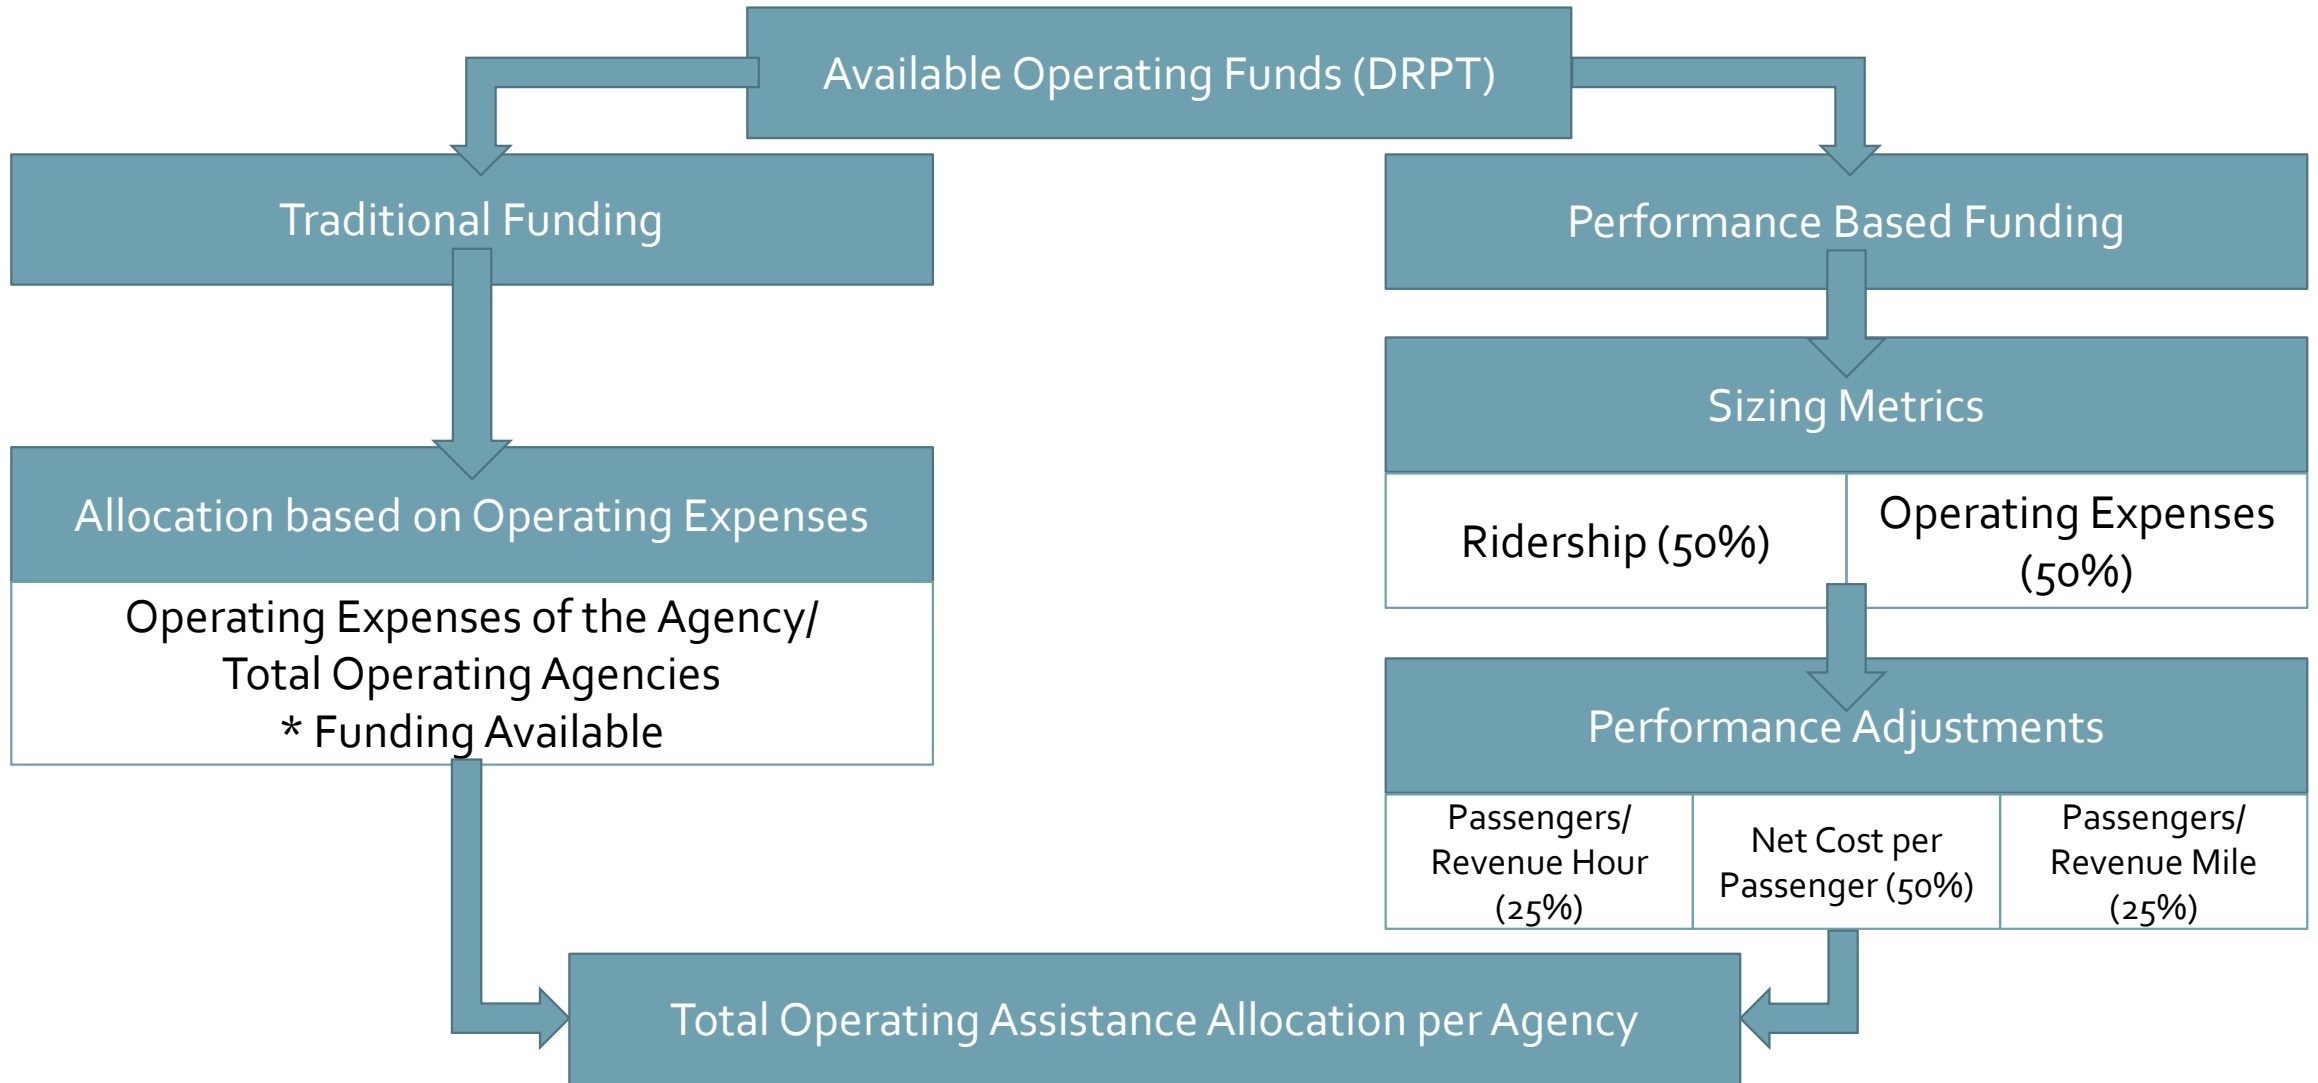 Available Operating Funds (DRPT)
Traditional Funding
Performance Based Funding
Sizing Metrics
Allocation based on Operating Expenses
Ridership (50%)
Operating Expenses
(50%)
Operating Expenses of the Agency/
Total Operating Agencies
* Funding Available
Performance Adjustments
Passengers/
Revenue Hour
(25%)
Net Cost per
Passenger (50%)
Passengers/
Revenue Mile
(25%)
Total Operating Assistance Allocation per Agency